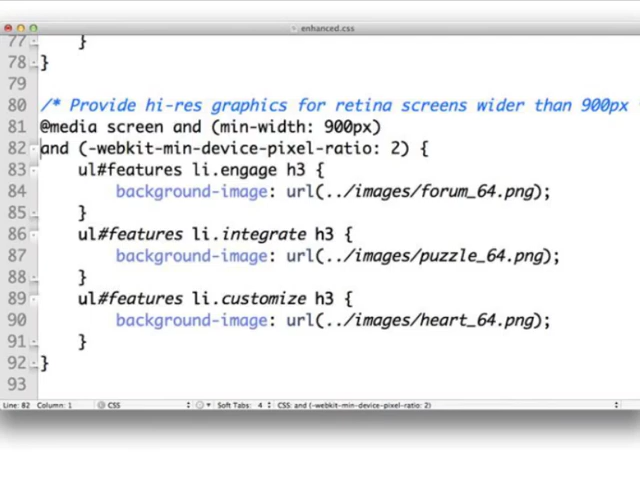 enhanced.css
77 }
78 }
79
80 /* Provide hi-res graphics for retina screens wider than 900px
81 @media screen and (min-width: 900px)
82 and (-webkit-min-device-pixel-ratio: 2) {
83 ul#features li.engage h3 {
84 background-image: url(../images/forum_64.png);
85 }
86 ul#features li.integrate h3 {
87 background-image: url(../images/puzzle_64.png);
88 }
89 ul#features li.customize h3 {
90 background-image: url(../images/heart_64.png);
91 }
92 }
93
Line: 82 Column: 1 CSS Soft Tabs: 4 CSS: and (-webkit-min-device-pixel-ratio: 2)